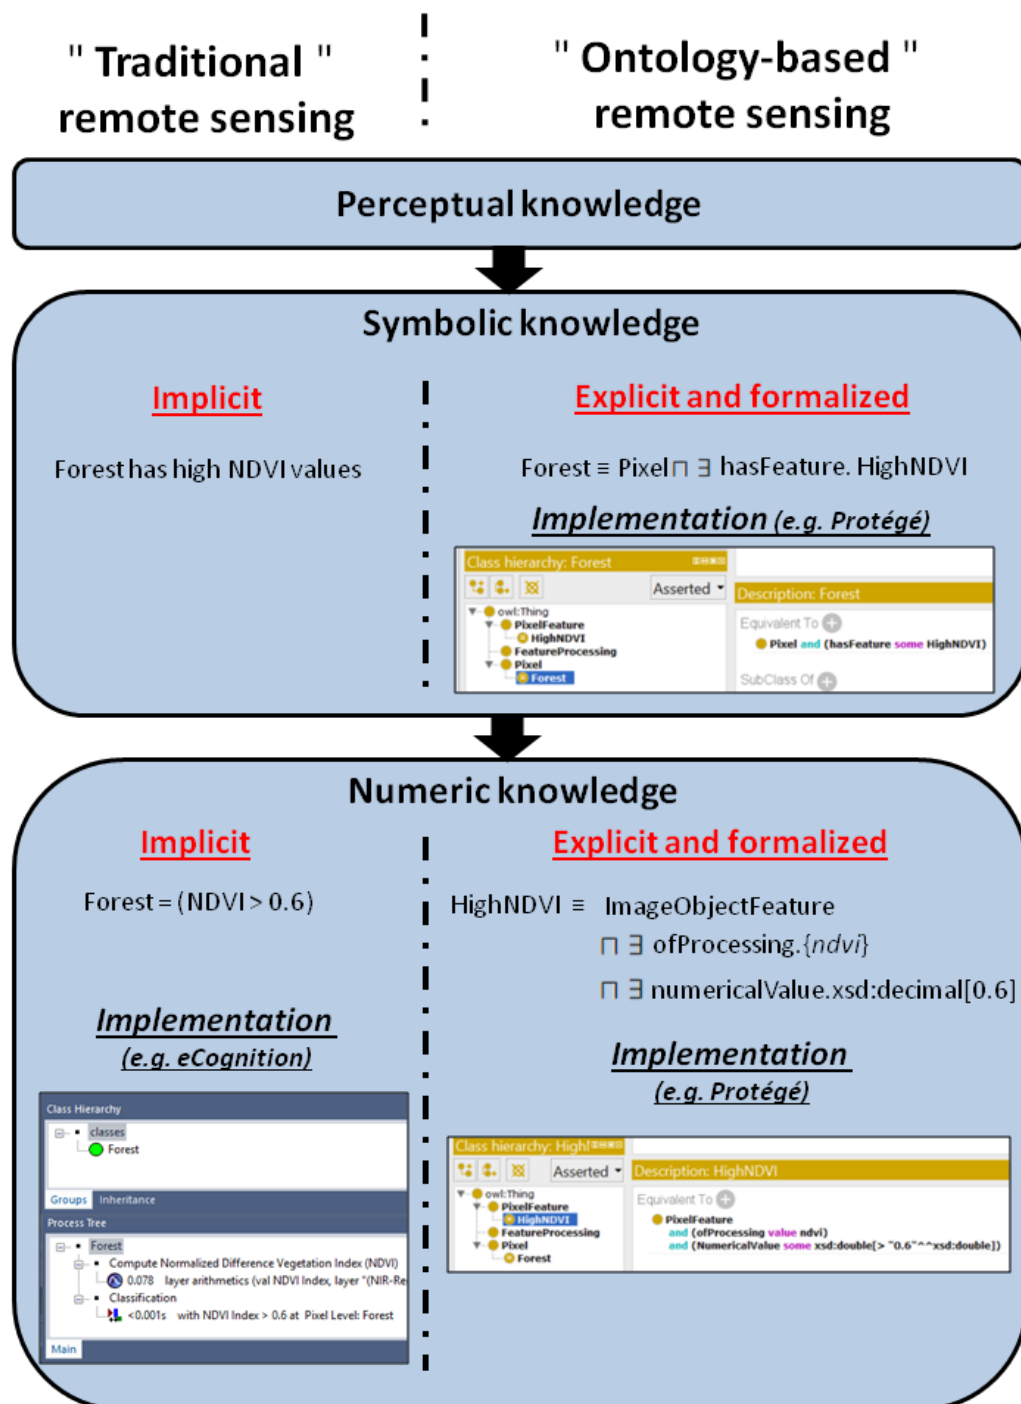 " Traditional "
remote sensing
" Ontology-based "
remote sensing
Perceptual knowledge
Symbolic knowledge
Implicit
Forest has high NDVI values
Explicit and formalized
Forest ≡ Pixel ⊓ ∃ hasFeature. HighNDVI
Implementation (e.g. Protégé)
Class hierarchy: Forest
Asserted
owl:Thing
PixelFeature
HighNDVI
FeatureProcessing
Pixel
Forest
Description: Forest
Equivalent To
Pixel and (hasFeature some HighNDVI)
SubClass Of
Numeric knowledge
Implicit
Forest = (NDVI > 0.6)
Implementation
(e.g. eCognition)
Class Hierarchy
classes
Forest
Groups Inheritance
Process Tree
Forest
Compute Normalized Difference Vegetation Index (NDVI)
0.078 layer arithmetics (val NDVI Index, layer "(NIR-Re
Classification
<0.001s with NDVI Index > 0.6 at Pixel Level: Forest
Main
Explicit and formalized
HighNDVI ≡ ImageObjectFeature
⊓ ∃ ofProcessing.{ndvi}
⊓ ∃ numericalValue.xsd:decimal[0.6]
Implementation
(e.g. Protégé)
Class hierarchy: High
Asserted
owl:Thing
PixelFeature
HighNDVI
FeatureProcessing
Pixel
Forest
Description: HighNDVI
Equivalent To
PixelFeature
and (ofProcessing value ndvi)
and (NumericalValue some xsd:double[> "0.6"^^xsd:double])